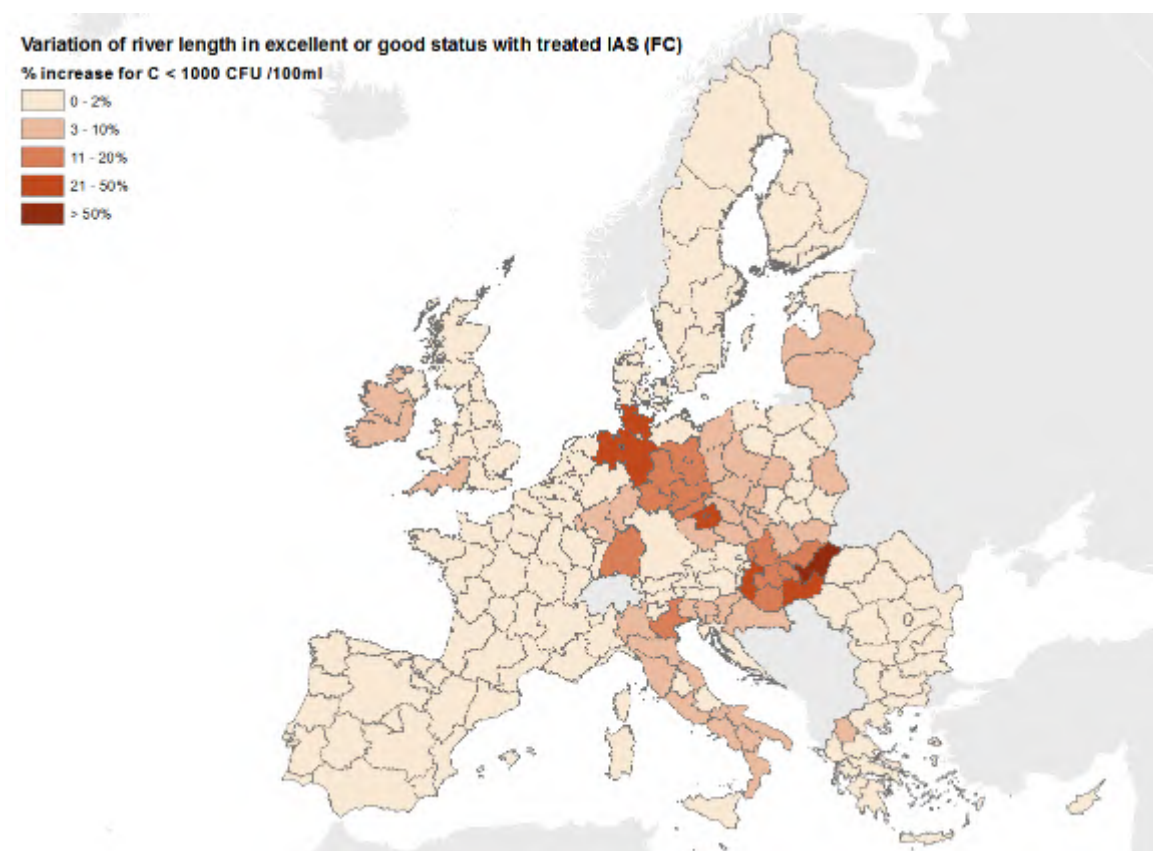 Variation of river length in excellent or good status with treated IAS (FC)
% increase for C < 1000 CFU /100ml
0 - 2%
3 - 10%
11 - 20%
21 - 50%
> 50%